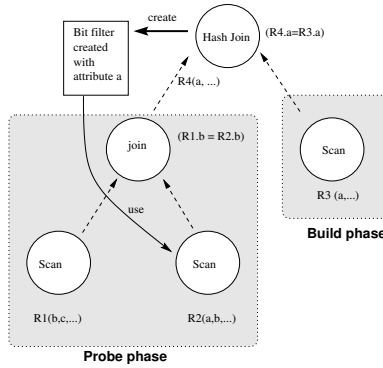 create
Bit filter
created
with
attribute a
Hash Join
(R4.a=R3.a)
R4(a, ...)
join
(R1.b = R2.b)
Scan
R3 (a,...)
Build phase
use
Scan
Scan
R1(b,c,...)
R2(a,b,...)
Probe phase